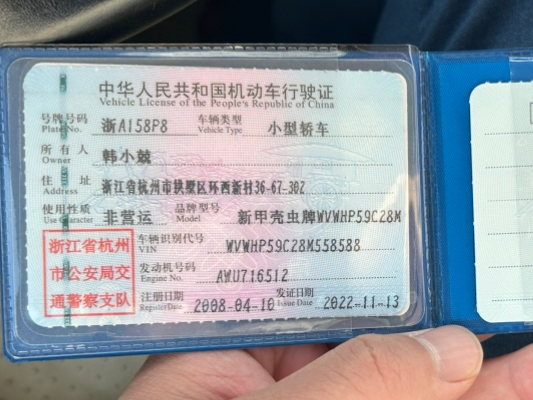 中华人民共和国机动车行驶证
Vehicle License of the People's Republic of China
号牌号码 浙A158P8 车辆类型 小型轿车
Plate No. Vehicle Type
所有人 韩小兢
Owner
住址 浙江省杭州市拱墅区环西新村36-67-302
Address
使用性质 非营运 品牌型号 新甲壳虫牌WVWHP59C28M
Use Character Model
浙江省杭州
市公安局交
通警察支队
车辆识别代号 WVWHP59C28M558588
VIN
发动机号码 AWU716512
Engine No.
注册日期 2008-04-10 发证日期 2022-11-13
Register Date Issue Date